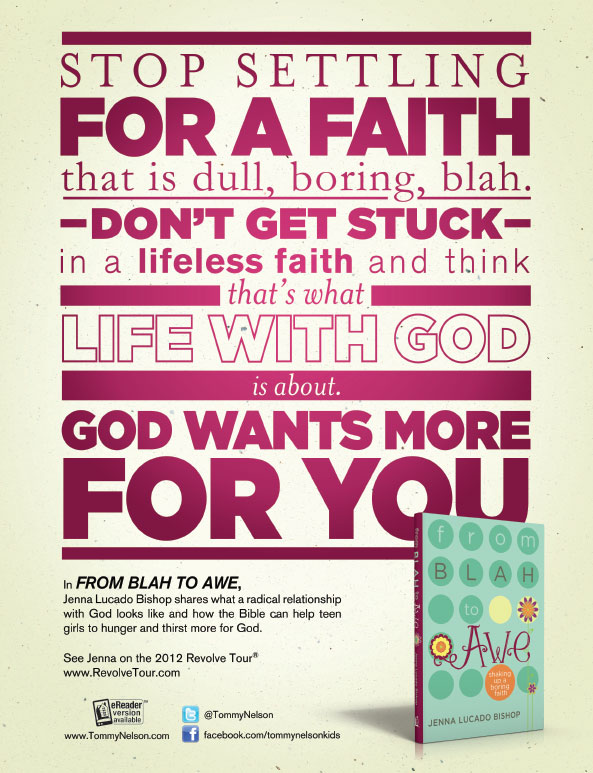 STOP SETTLING
FOR A FAITH
that is dull, boring, blah.
–DON'T GET STUCK–
in a lifeless faith and think
that's what
LIFE WITH GOD
is about.
GOD WANTS MORE
FOR YOU
In FROM BLAH TO AWE,
Jenna Lucado Bishop shares what a radical relationship
with God looks like and how the Bible can help teen
girls to hunger and thirst more for God.
See Jenna on the 2012 Revolve Tour®
www.RevolveTour.com
eReader™
version
available
@TommyNelson
www.TommyNelson.com
facebook.com/tommynelsonkids
from
BLAH
to
Awe
shaking
up a
boring
faith
JENNA LUCADO BISHOP